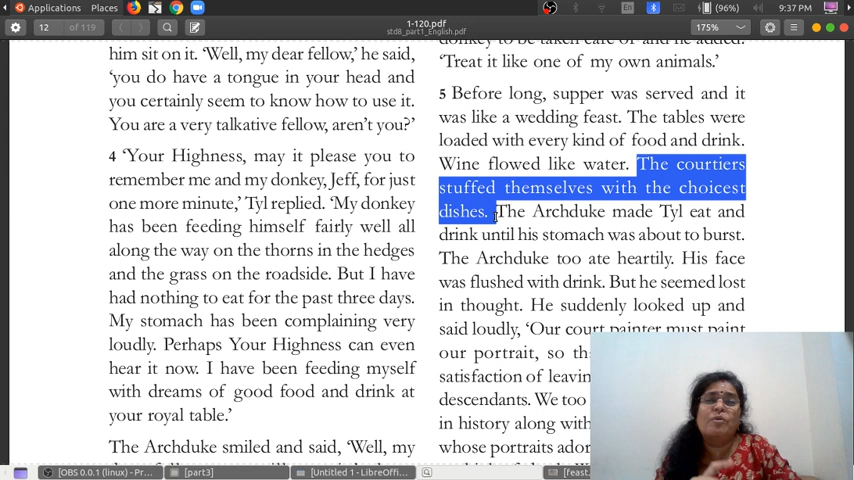 Applications
Places
En
(96%)
9:37 PM
12
of 119
1-120.pdf
std8_part1_English.pdf
175%
him sit on it. ‘Well, my dear fellow,’ he said,
‘you do have a tongue in your head and
you certainly seem to know how to use it.
You are a very talkative fellow, aren’t you?’
4 ‘Your Highness, may it please you to
remember me and my donkey, Jeff, for just
one more minute,’ Tyl replied. ‘My donkey
has been feeding himself fairly well all
along the way on the thorns in the hedges
and the grass on the roadside. But I have
had nothing to eat for the past three days.
My stomach has been complaining very
loudly. Perhaps Your Highness can even
hear it now. I have been feeding myself
with dreams of good food and drink at
your royal table.’
The Archduke smiled and said, ‘Well, my
donkey to be taken care of and he added:
‘Treat it like one of my own animals.’
5 Before long, supper was served and it
was like a wedding feast. The tables were
loaded with every kind of food and drink.
Wine flowed like water. The courtiers
stuffed themselves with the choicest
dishes. The Archduke made Tyl eat and
drink until his stomach was about to burst.
The Archduke too ate heartily. His face
was flushed with drink. But he seemed lost
in thought. He suddenly looked up and
said loudly, ‘Our court painter must paint
our portrait, so
satisfaction of
descendants. We too
in history along
whose portraits
[OBS 0.0.1 (linux) - Pr...
[part3]
[Untitled 1 - LibreOffi...
[feast.